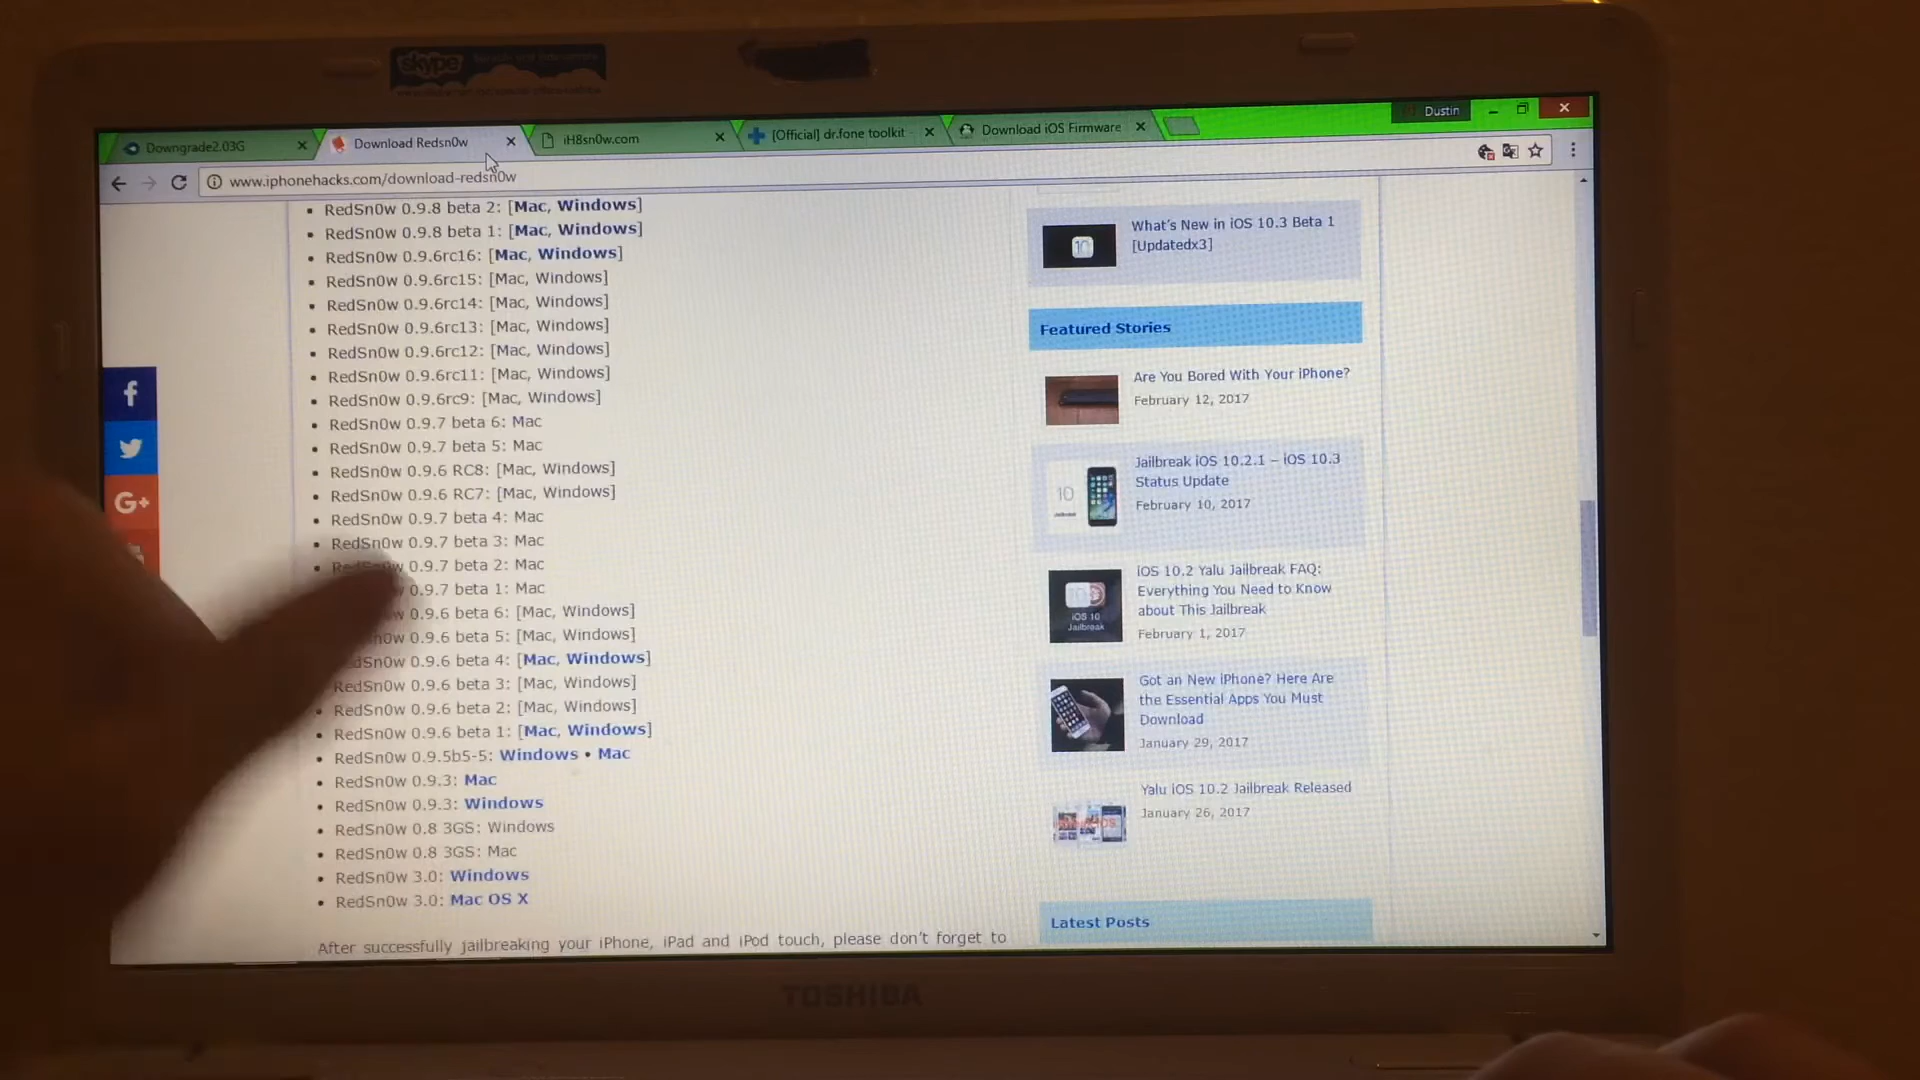 skype
Dustin
Downgrade2.03G
Download Redsn0w
iH8sn0w.com
[Official] dr.fone toolkit
Download iOS Firmware
www.iphonehacks.com/download-redsn0w
RedSn0w 0.9.8 beta 2: [Mac, Windows]
RedSn0w 0.9.8 beta 1: [Mac, Windows]
RedSn0w 0.9.6rc16: [Mac, Windows]
RedSn0w 0.9.6rc15: [Mac, Windows]
RedSn0w 0.9.6rc14: [Mac, Windows]
RedSn0w 0.9.6rc13: [Mac, Windows]
RedSn0w 0.9.6rc12: [Mac, Windows]
RedSn0w 0.9.6rc11: [Mac, Windows]
RedSn0w 0.9.6rc9: [Mac, Windows]
RedSn0w 0.9.7 beta 6: Mac
RedSn0w 0.9.7 beta 5: Mac
RedSn0w 0.9.6 RC8: [Mac, Windows]
RedSn0w 0.9.6 RC7: [Mac, Windows]
RedSn0w 0.9.7 beta 4: Mac
RedSn0w 0.9.7 beta 3: Mac
RedSn0w 0.9.7 beta 2: Mac
0.9.7 beta 1: Mac
0.9.6 beta 6: [Mac, Windows]
0.9.6 beta 5: [Mac, Windows]
0.9.6 beta 4: [Mac, Windows]
RedSn0w 0.9.6 beta 3: [Mac, Windows]
RedSn0w 0.9.6 beta 2: [Mac, Windows]
RedSn0w 0.9.6 beta 1: [Mac, Windows]
RedSn0w 0.9.5b5-5: Windows • Mac
RedSn0w 0.9.3: Mac
RedSn0w 0.9.3: Windows
RedSn0w 0.8 3GS: Windows
RedSn0w 0.8 3GS: Mac
RedSn0w 3.0: Windows
RedSn0w 3.0: Mac OS X
After successfully jailbreaking your iPhone, iPad and iPod touch, please don't forget to
What's New in iOS 10.3 Beta 1
[Updatedx3]
Featured Stories
Are You Bored With Your iPhone?
February 12, 2017
Jailbreak iOS 10.2.1 – iOS 10.3
Status Update
February 10, 2017
iOS 10
Jailbreak
iOS 10.2 Yalu Jailbreak FAQ:
Everything You Need to Know
about This Jailbreak
February 1, 2017
Got an New iPhone? Here Are
the Essential Apps You Must
Download
January 29, 2017
Yalu iOS 10.2 Jailbreak Released
January 26, 2017
Latest Posts
TOSHIBA